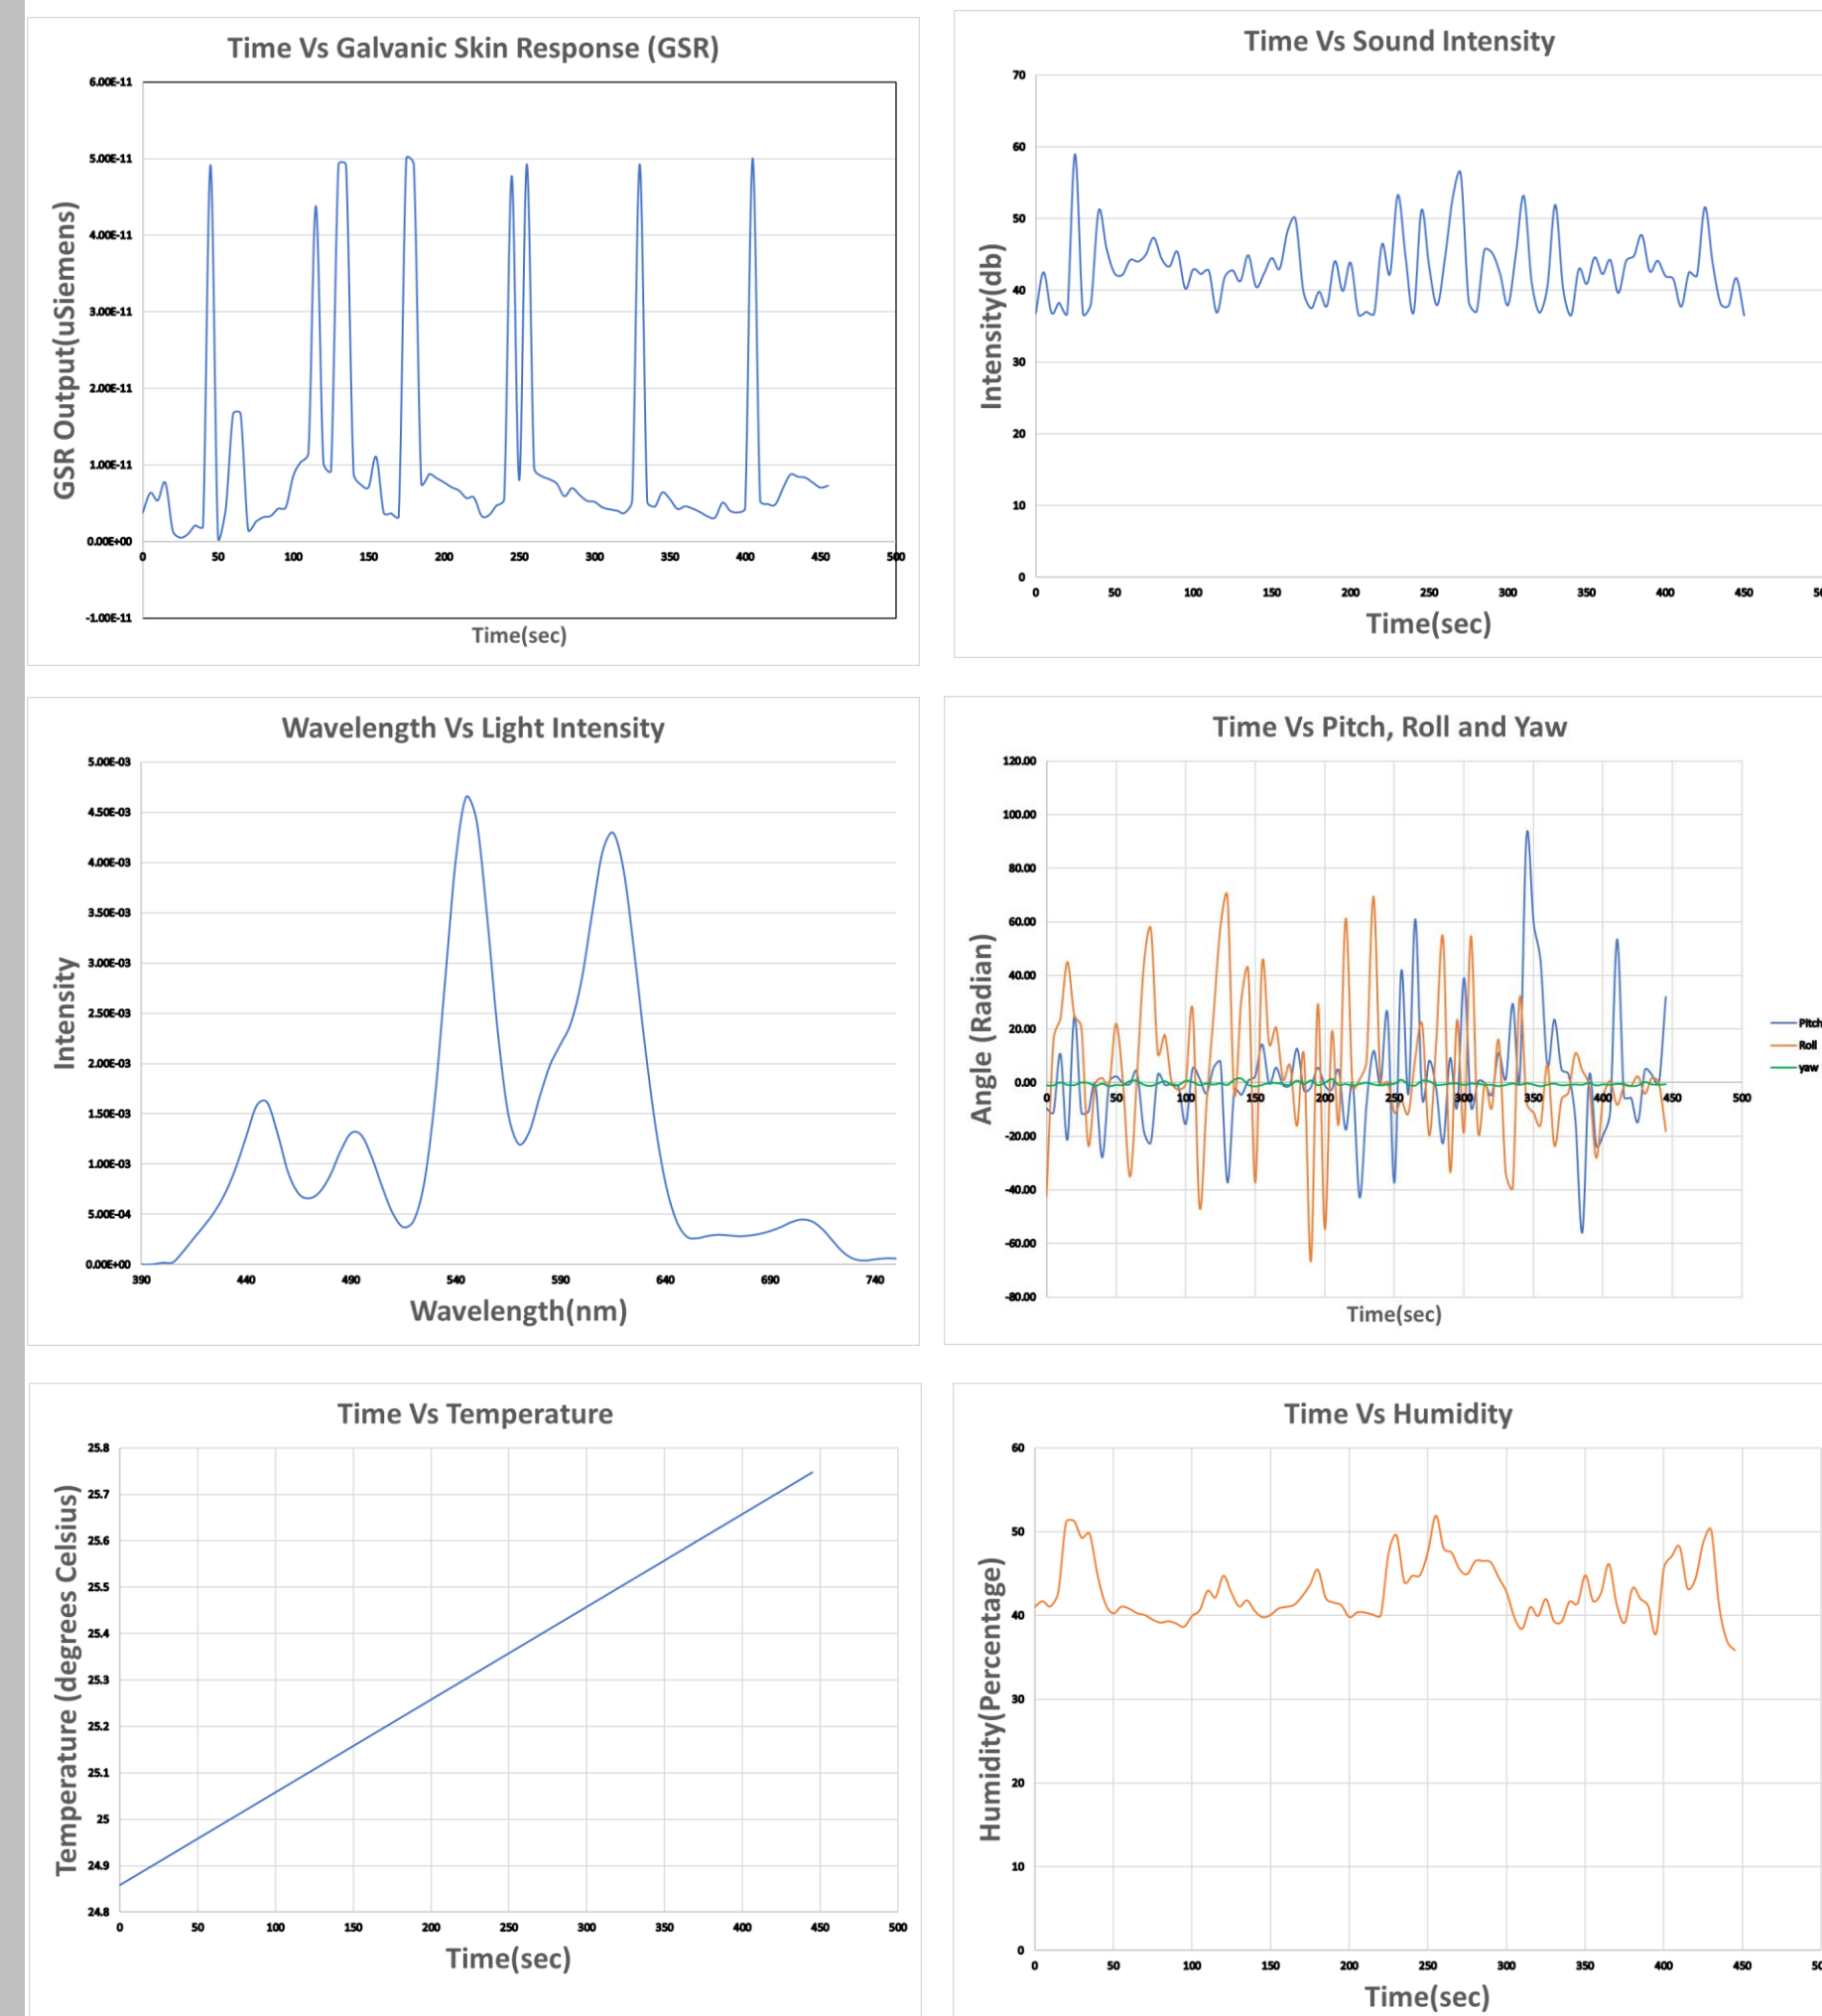 Time Vs Galvanic Skin Response (GSR)
6.00E-11
5.00E-11
4.00E-11
3.00E-11
2.00E-11
1.00E-11
0.00E+00
-1.00E-11
GSR Output(uSiemens)
0 50 100 150 200 250 300 350 400 450 500
Time(sec)
Time Vs Sound Intensity
70
60
50
40
30
20
10
0
Intensity(db)
0 50 100 150 200 250 300 350 400 450
Time(sec)
Wavelength Vs Light Intensity
5.00E-03
4.50E-03
4.00E-03
3.50E-03
3.00E-03
2.50E-03
2.00E-03
1.50E-03
1.00E-03
5.00E-04
0.00E+00
Intensity
390 440 490 540 590 640 690 740
Wavelength(nm)
Time Vs Pitch, Roll and Yaw
120.00
100.00
80.00
60.00
40.00
20.00
0.00
-20.00
-40.00
-60.00
-80.00
Angle (Radian)
0 50 100 150 200 250 300 350 400 450 500
Time(sec)
Pitch
Roll
yaw
Time Vs Temperature
25.8
25.7
25.6
25.5
25.4
25.3
25.2
25.1
25
24.9
24.8
Temperature (degrees Celsius)
0 50 100 150 200 250 300 350 400 450 500
Time(sec)
Time Vs Humidity
60
50
40
30
20
10
0
Humidity(Percentage)
0 50 100 150 200 250 300 350 400 450
Time(sec)